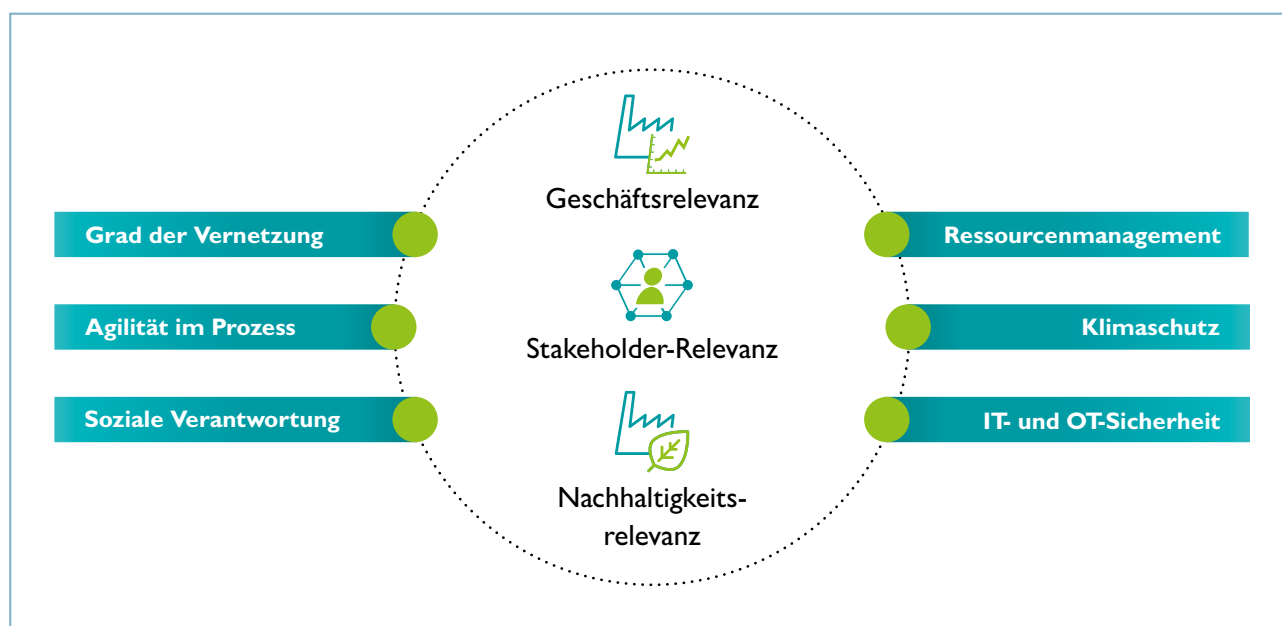 Geschäftsrelevanz
Grad der Vernetzung
Ressourcenmanagement
Agilität im Prozess
Stakeholder-Relevanz
Klimaschutz
Soziale Verantwortung
IT- und OT-Sicherheit
Nachhaltigkeits-
relevanz